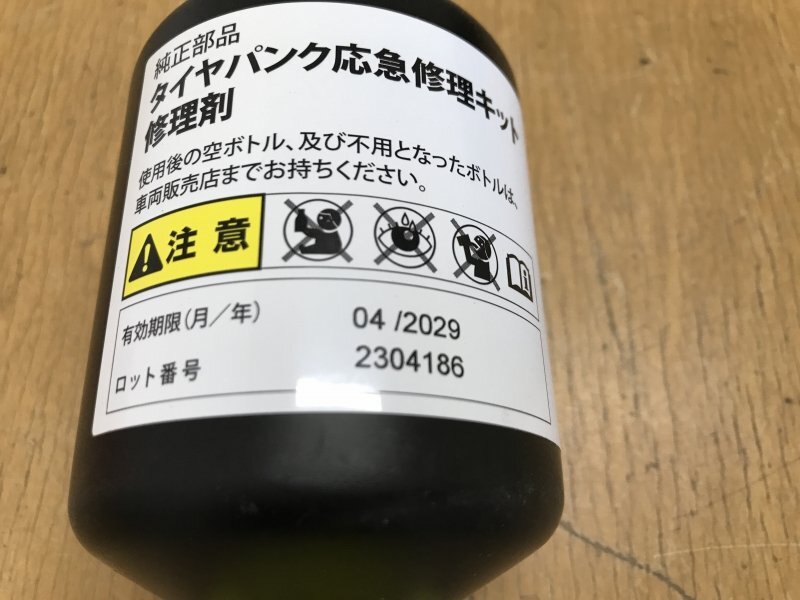 純正部品
タイヤパンク応急修理キット
修理剤
使用後の空ボトル、及び不用となったボトルは、
車両販売店までお持ちください。
注意
有効期限(月/年) 04 /2029
ロット番号 2304186